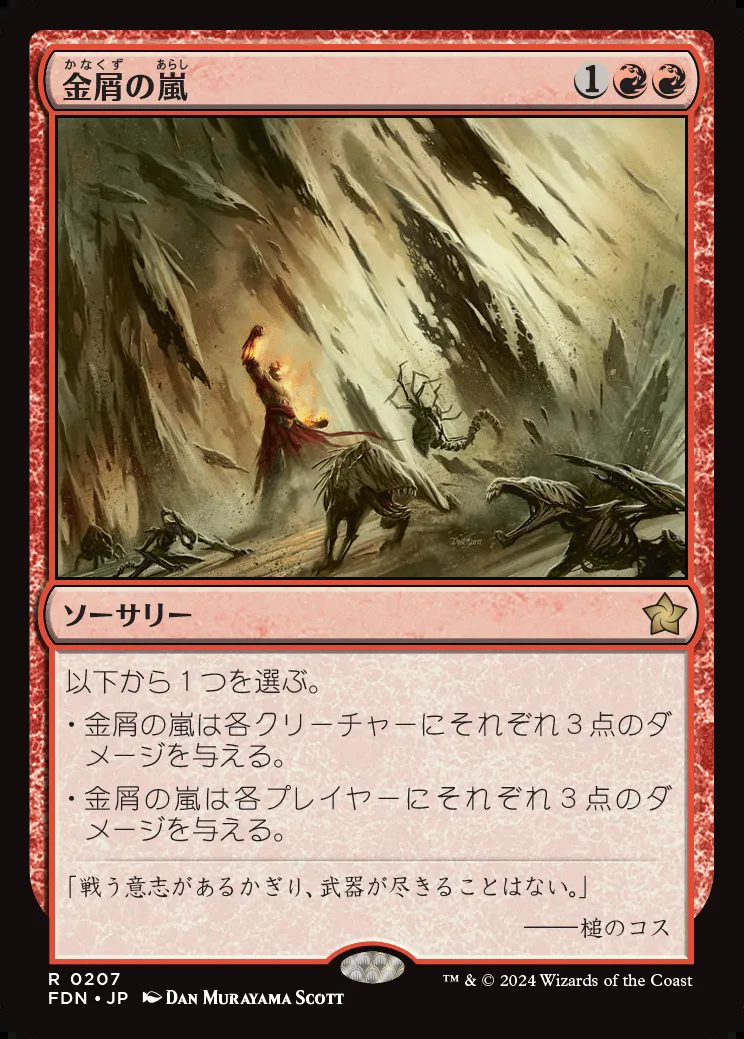 かなくず あらし
金屑の嵐 1
ソーサリー
以下から1つを選ぶ。
・金屑の嵐は各クリーチャーにそれぞれ3点のダ
メージを与える。
・金屑の嵐は各プレイヤーにそれぞれ3点のダ
メージを与える。
「戦う意志があるかぎり、武器が尽きることはない。」
――槌のコス
R 0207
FDN • JP Dan Murayama Scott
™ & © 2024 Wizards of the Coast